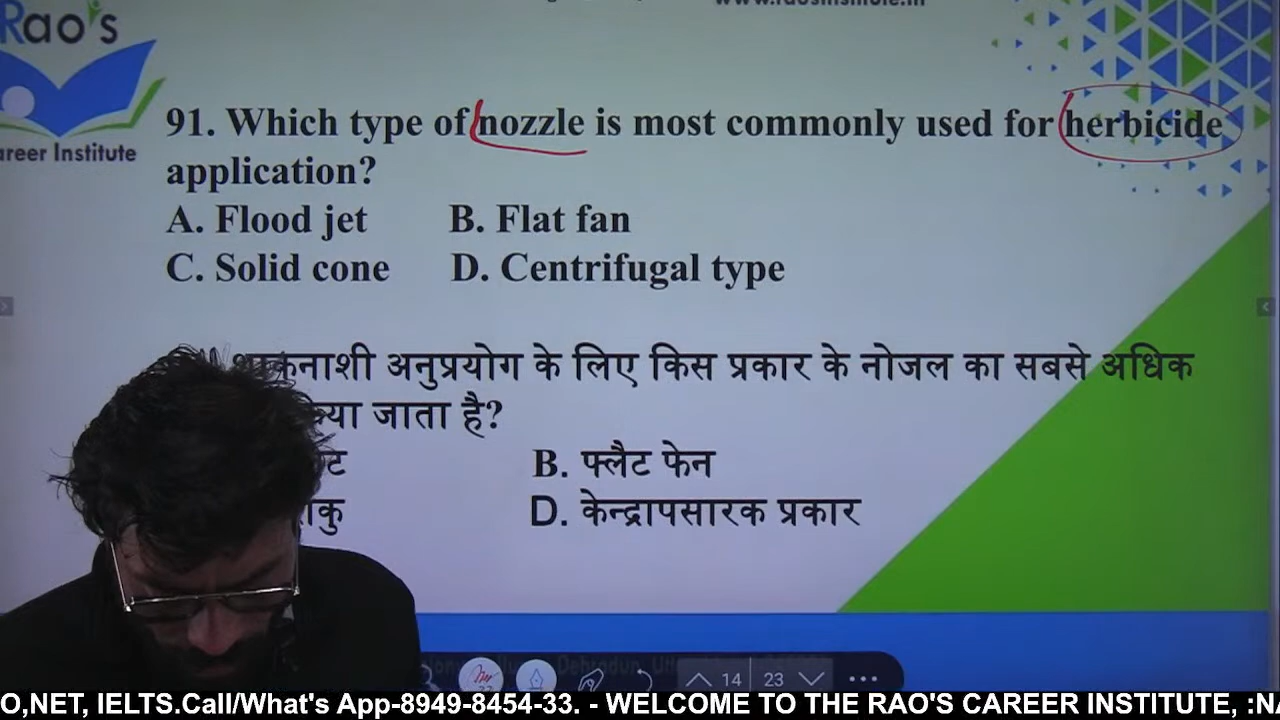 Rao's
Career Institute
91. Which type of nozzle is most commonly used for herbicide
application?
A. Flood jet B. Flat fan
C. Solid cone D. Centrifugal type
अनुप्रयोग के लिए किस प्रकार के नोजल का सबसे अधिक
जाता है?
B. फ्लैट फेन
D. केन्द्रापसारक प्रकार
14 23
O,NET, IELTS.Call/What's App-8949-8454-33. - WELCOME TO THE RAO'S CAREER INSTITUTE, :NA